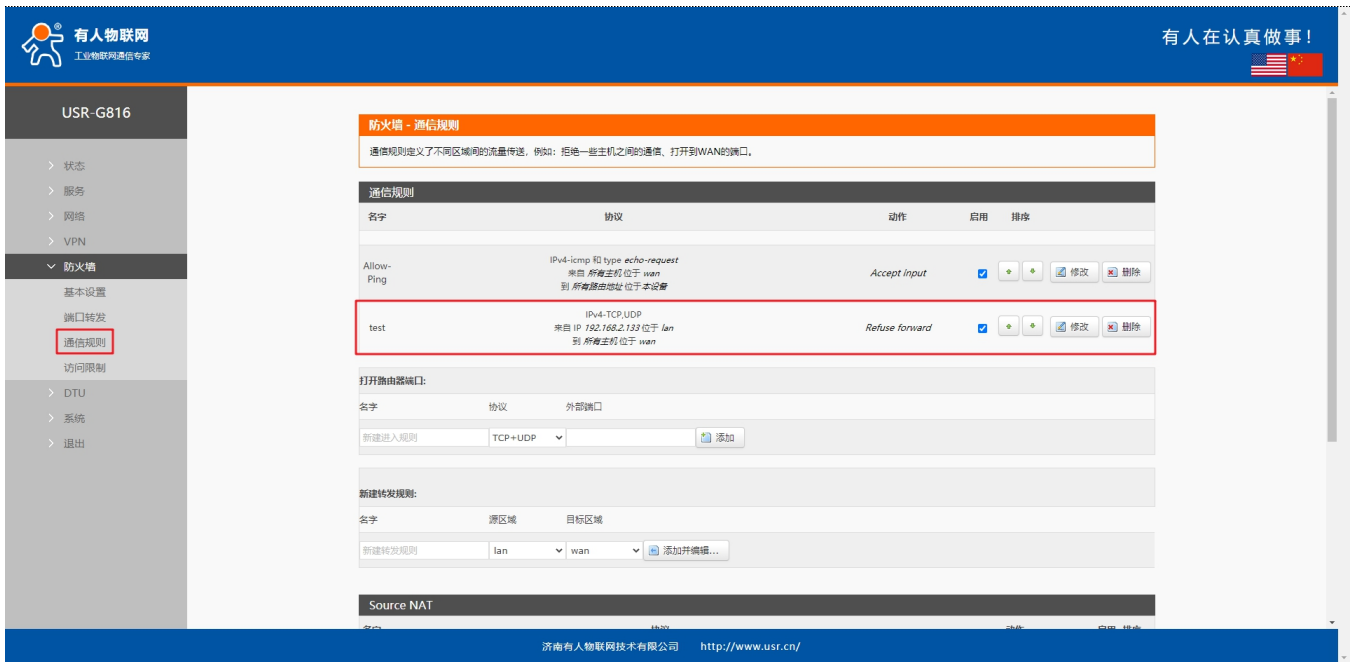 有人物联网
工业物联网通信专家
有人在认真做事！
USR-G816
状态
服务
网络
VPN
防火墙
基本设置
端口转发
通信规则
访问限制
DTU
系统
退出
防火墙 - 通信规则
通信规则定义了不同区域间的流量传送，例如：拒绝一些主机之间的通信、打开到WAN的端口。
通信规则
名字 协议 动作 启用 排序
Allow-Ping
IPv4-icmp 和 type echo-request
来自 所有主机 位于 wan
到 所有路由地址 位于 本设备
Accept input
修改 删除
test
IPv4-TCP,UDP
来自 IP 192.168.2.133 位于 lan
到 所有主机 位于 wan
Refuse forward
修改 删除
打开路由器端口:
名字 协议 外部端口
新建进入规则 TCP+UDP 添加
新建转发规则:
名字 源区域 目标区域
新建转发规则 lan wan 添加并编辑...
Source NAT
名字 协议 动作 启用 排序
济南有人物联网技术有限公司 http://www.usr.cn/